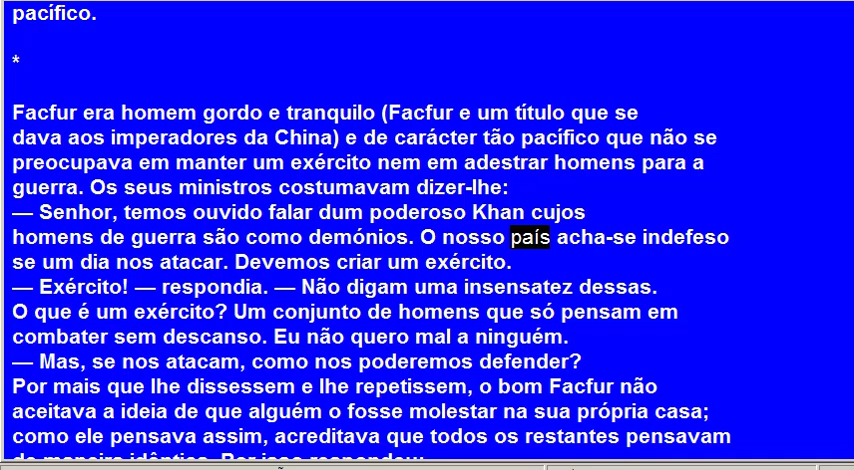 pacífico.
*
Facfur era homem gordo e tranquilo (Facfur e um título que se
dava aos imperadores da China) e de carácter tão pacífico que não se
preocupava em manter um exército nem em adestrar homens para a
guerra. Os seus ministros costumavam dizer-lhe:
— Senhor, temos ouvido falar dum poderoso Khan cujos
homens de guerra são como demónios. O nosso país acha-se indefeso
se um dia nos atacar. Devemos criar um exército.
— Exército! — respondia. — Não digam uma insensatez dessas.
O que é um exército? Um conjunto de homens que só pensam em
combater sem descanso. Eu não quero mal a ninguém.
— Mas, se nos atacam, como nos poderemos defender?
Por mais que lhe dissessem e lhe repetissem, o bom Facfur não
aceitava a ideia de que alguém o fosse molestar na sua própria casa;
como ele pensava assim, acreditava que todos os restantes pensavam
de maneira idêntica. Por isso respondeu: